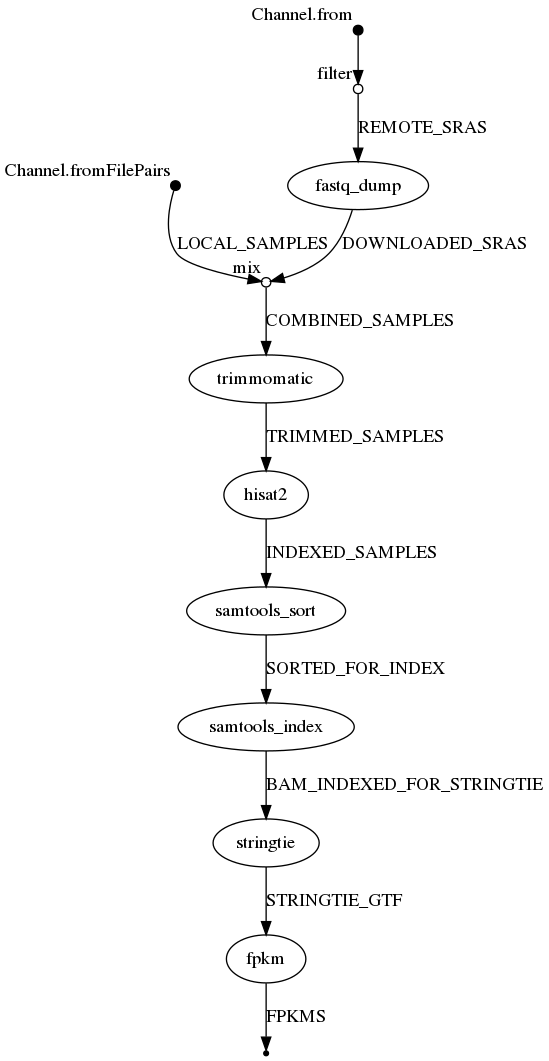 Channel.from
filter
REMOTE_SRAS
Channel.fromFilePairs
fastq_dump
LOCAL_SAMPLES
DOWNLOADED_SRAS
mix
COMBINED_SAMPLES
trimmomatic
TRIMMED_SAMPLES
hisat2
INDEXED_SAMPLES
samtools_sort
SORTED_FOR_INDEX
samtools_index
BAM_INDEXED_FOR_STRINGTIE
stringtie
STRINGTIE_GTF
fpkm
FPKMS